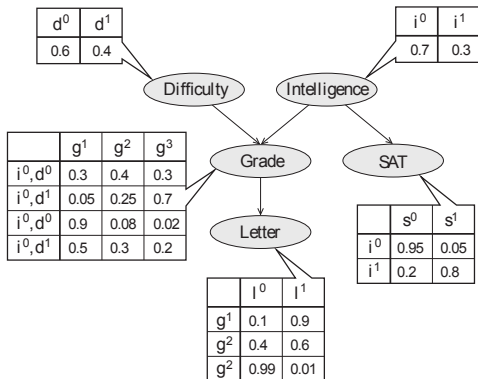 d⁰ d¹
0.6 0.4
i⁰ i¹
0.7 0.3
Difficulty
Intelligence
g¹ g² g³
i⁰,d⁰ 0.3 0.4 0.3
i⁰,d¹ 0.05 0.25 0.7
i⁰,d⁰ 0.9 0.08 0.02
i⁰,d¹ 0.5 0.3 0.2
Grade
SAT
s⁰ s¹
i⁰ 0.95 0.05
i¹ 0.2 0.8
Letter
l⁰ l¹
g¹ 0.1 0.9
g² 0.4 0.6
g² 0.99 0.01